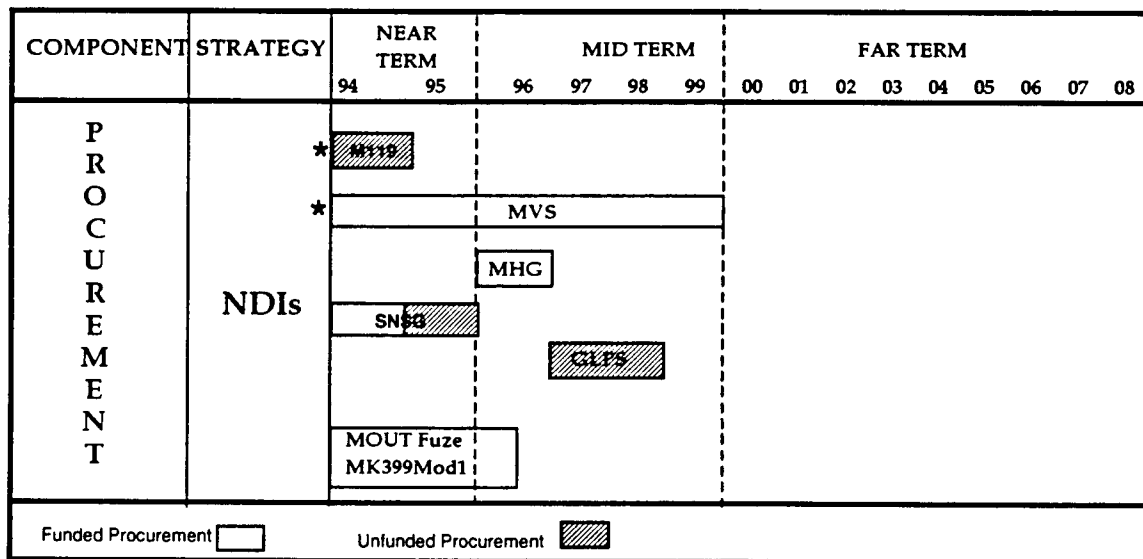 COMPONENT STRATEGY NEAR TERM MID TERM FAR TERM
94 95 96 97 98 99 00 01 02 03 04 05 06 07 08
PROCUREMENT
NDIs
* M119
* MVS
MHG
SNSG
GLPS
MOUT Fuze
MK399Mod1
Funded Procurement Unfunded Procurement